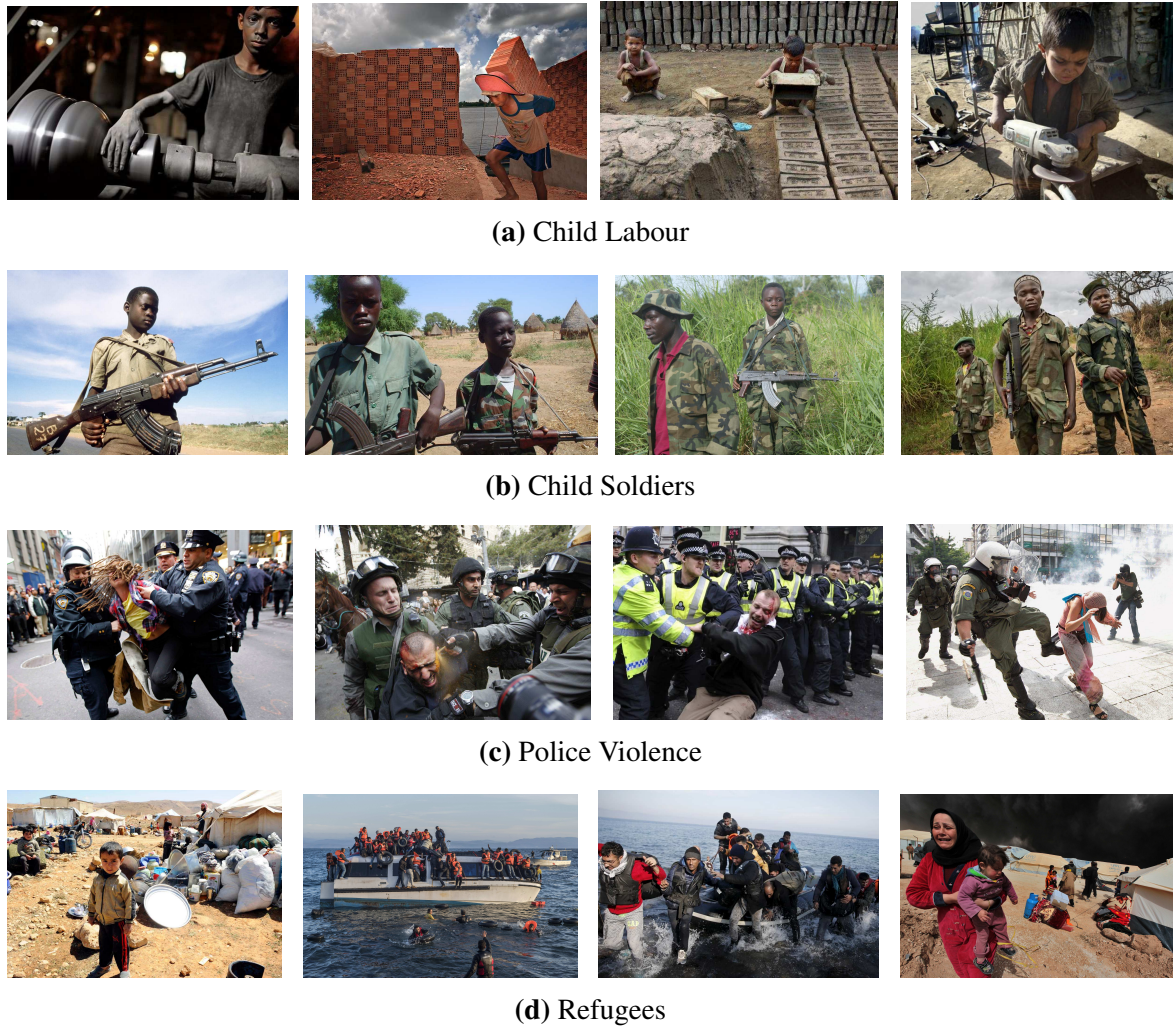 (a) Child Labour
(b) Child Soldiers
(c) Police Violence
(d) Refugees